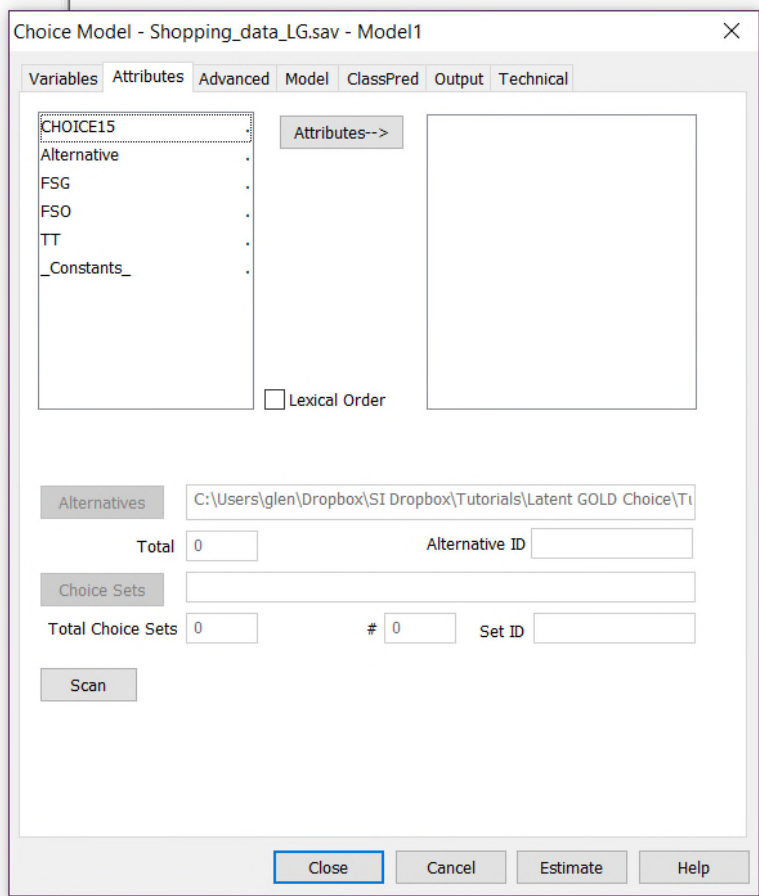 Choice Model - Shopping_data_LG.sav - Model1
Variables Attributes Advanced Model ClassPred Output Technical
CHOICE15 .
Attributes-->
Alternative .
FSG .
FSO .
TT .
_Constants_ .
Lexical Order
Alternatives C:\Users\glen\Dropbox\SI Dropbox\Tutorials\Latent GOLD Choice\
Total 0 Alternative ID
Choice Sets
Total Choice Sets 0 # 0 Set ID
Scan
Close Cancel Estimate Help